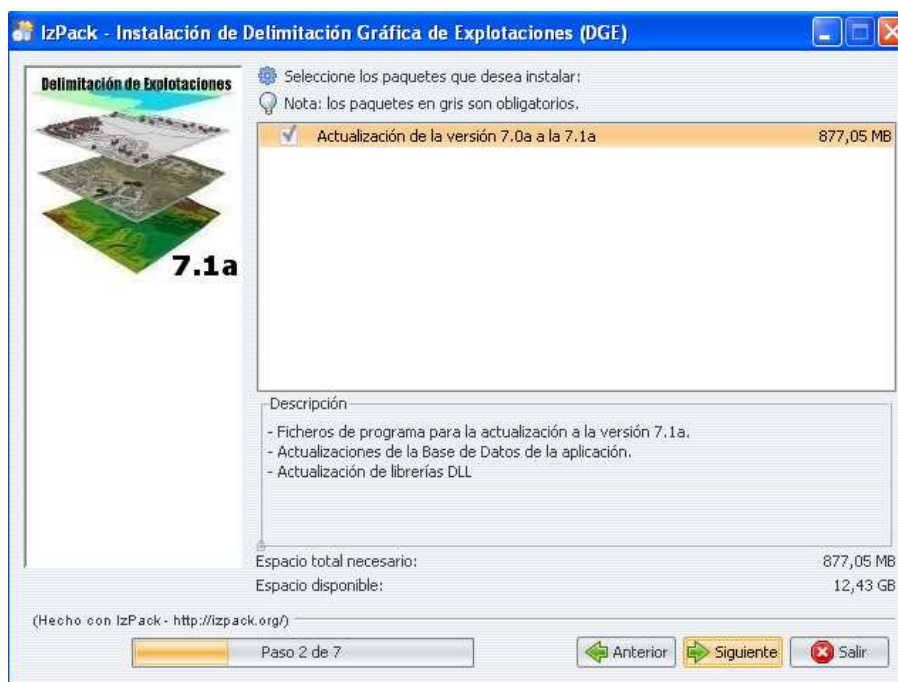 IzPack - Instalación de Delimitación Gráfica de Explotaciones (DGE)
Delimitación de Explotaciones
7.1a
Seleccione los paquetes que desea instalar:
Nota: los paquetes en gris son obligatorios.
Actualización de la versión 7.0a a la 7.1a 877,05 MB
Descripción
- Ficheros de programa para la actualización a la versión 7.1a.
- Actualizaciones de la Base de Datos de la aplicación.
- Actualización de librerías DLL
Espacio total necesario: 877,05 MB
Espacio disponible: 12,43 GB
(Hecho con IzPack - http://izpack.org/)
Paso 2 de 7 Anterior Siguiente Salir